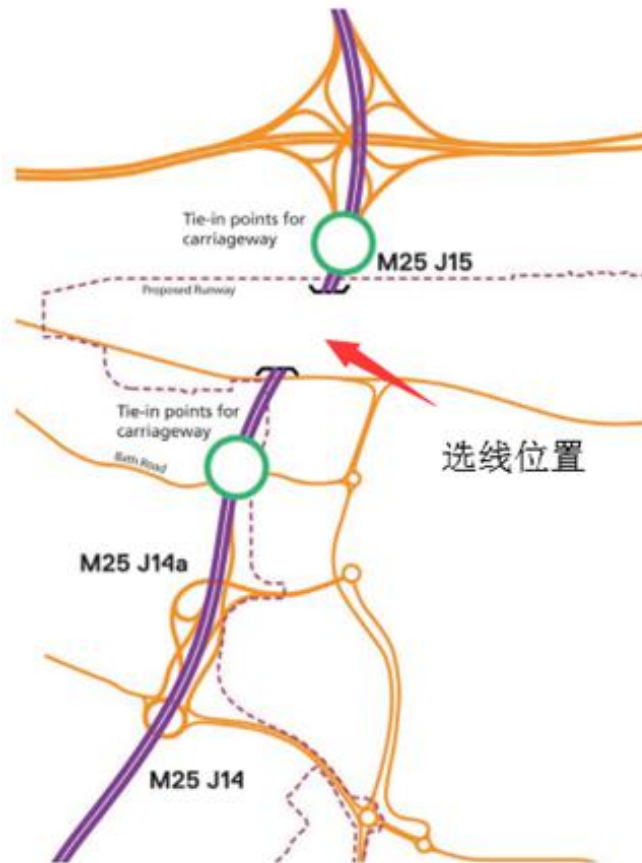 Tie-in points for
carriageway
M25 J15
Proposed Runway
Tie-in points for
carriageway
选线位置
Bath Road
M25 J14a
M25 J14